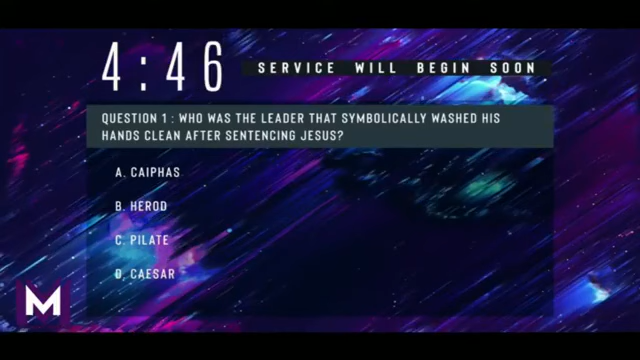 4:46
SERVICE WILL BEGIN SOON
QUESTION 1 : WHO WAS THE LEADER THAT SYMBOLICALLY WASHED HIS
HANDS CLEAN AFTER SENTENCING JESUS?
A. CAIPHAS
B. HEROD
C. PILATE
D, CAESAR
M